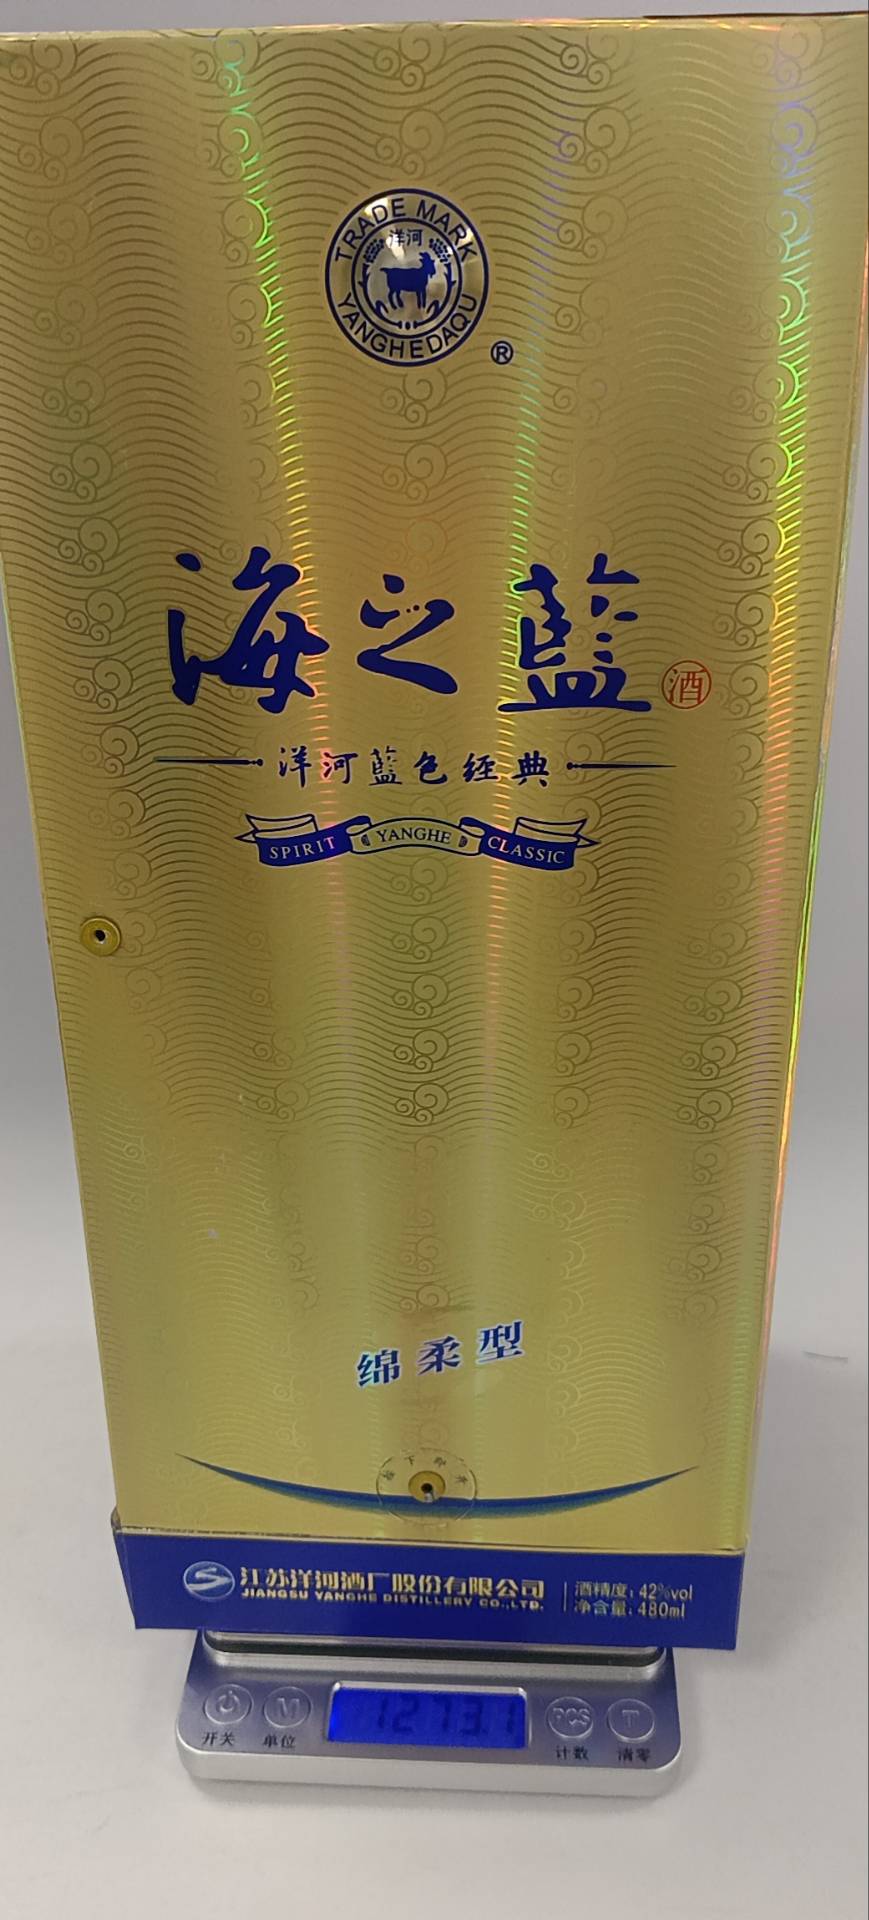 TRADE MARK
洋河
YANGHEDAQU
®
海之藍
酒
洋河藍色经典
SPIRIT YANGHE CLASSIC
绵柔型
江苏洋河酒厂股份有限公司
JIANGSU YANGHE DISTILLERY CO.,LTD.
酒精度：42%vol
净含量：480ml
M 1273.1 PCS T
开关 单位 计数 清零